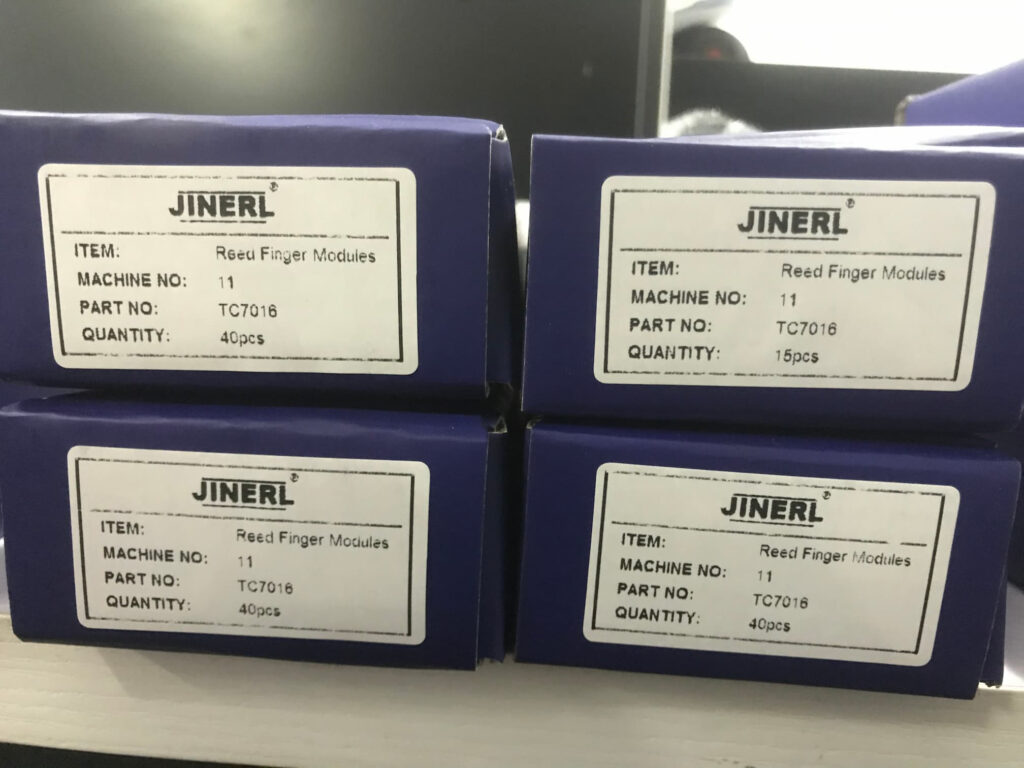 JINERL®
ITEM: Reed Finger Modules
MACHINE NO: 11
PART NO: TC7016
QUANTITY: 40pcs
JINERL®
ITEM: Reed Finger Modules
MACHINE NO: 11
PART NO: TC7016
QUANTITY: 15pcs
JINERL®
ITEM: Reed Finger Modules
MACHINE NO: 11
PART NO: TC7016
QUANTITY: 40pcs
JINERL®
ITEM: Reed Finger Modules
MACHINE NO: 11
PART NO: TC7016
QUANTITY: 40pcs